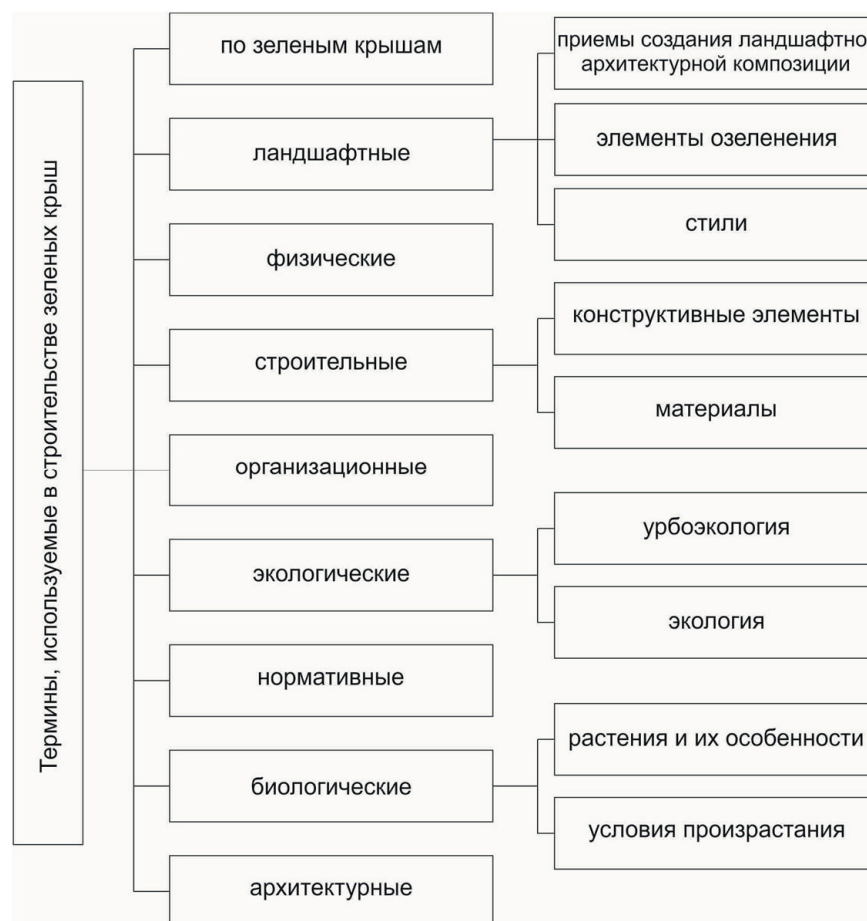 Термины, используемые в строительстве зеленых крыш
по зеленым крышам
ландшафтные
приемы создания ландшафтно
архитектурной композиции
элементы озеленения
стили
физические
строительные
конструктивные элементы
материалы
организационные
экологические
урбоэкология
экология
нормативные
биологические
растения и их особенности
условия произрастания
архитектурные